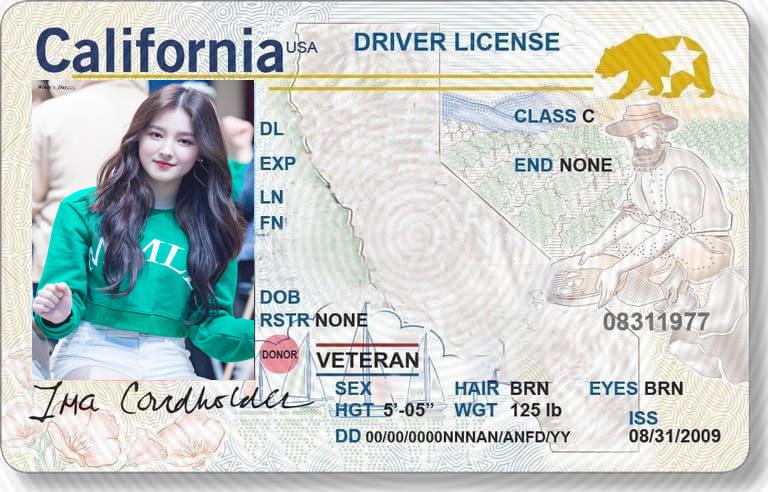 California USA DRIVER LICENSE
CLASS C
DL
EXP
END NONE
LN
FN
DOB
RSTR NONE
08311977
DONOR
VETERAN
SEX HAIR BRN EYES BRN
HGT 5'-05" WGT 125 lb
ISS
DD 00/00/0000NNNAN/ANFD/YY 08/31/2009
Ima Cardholder